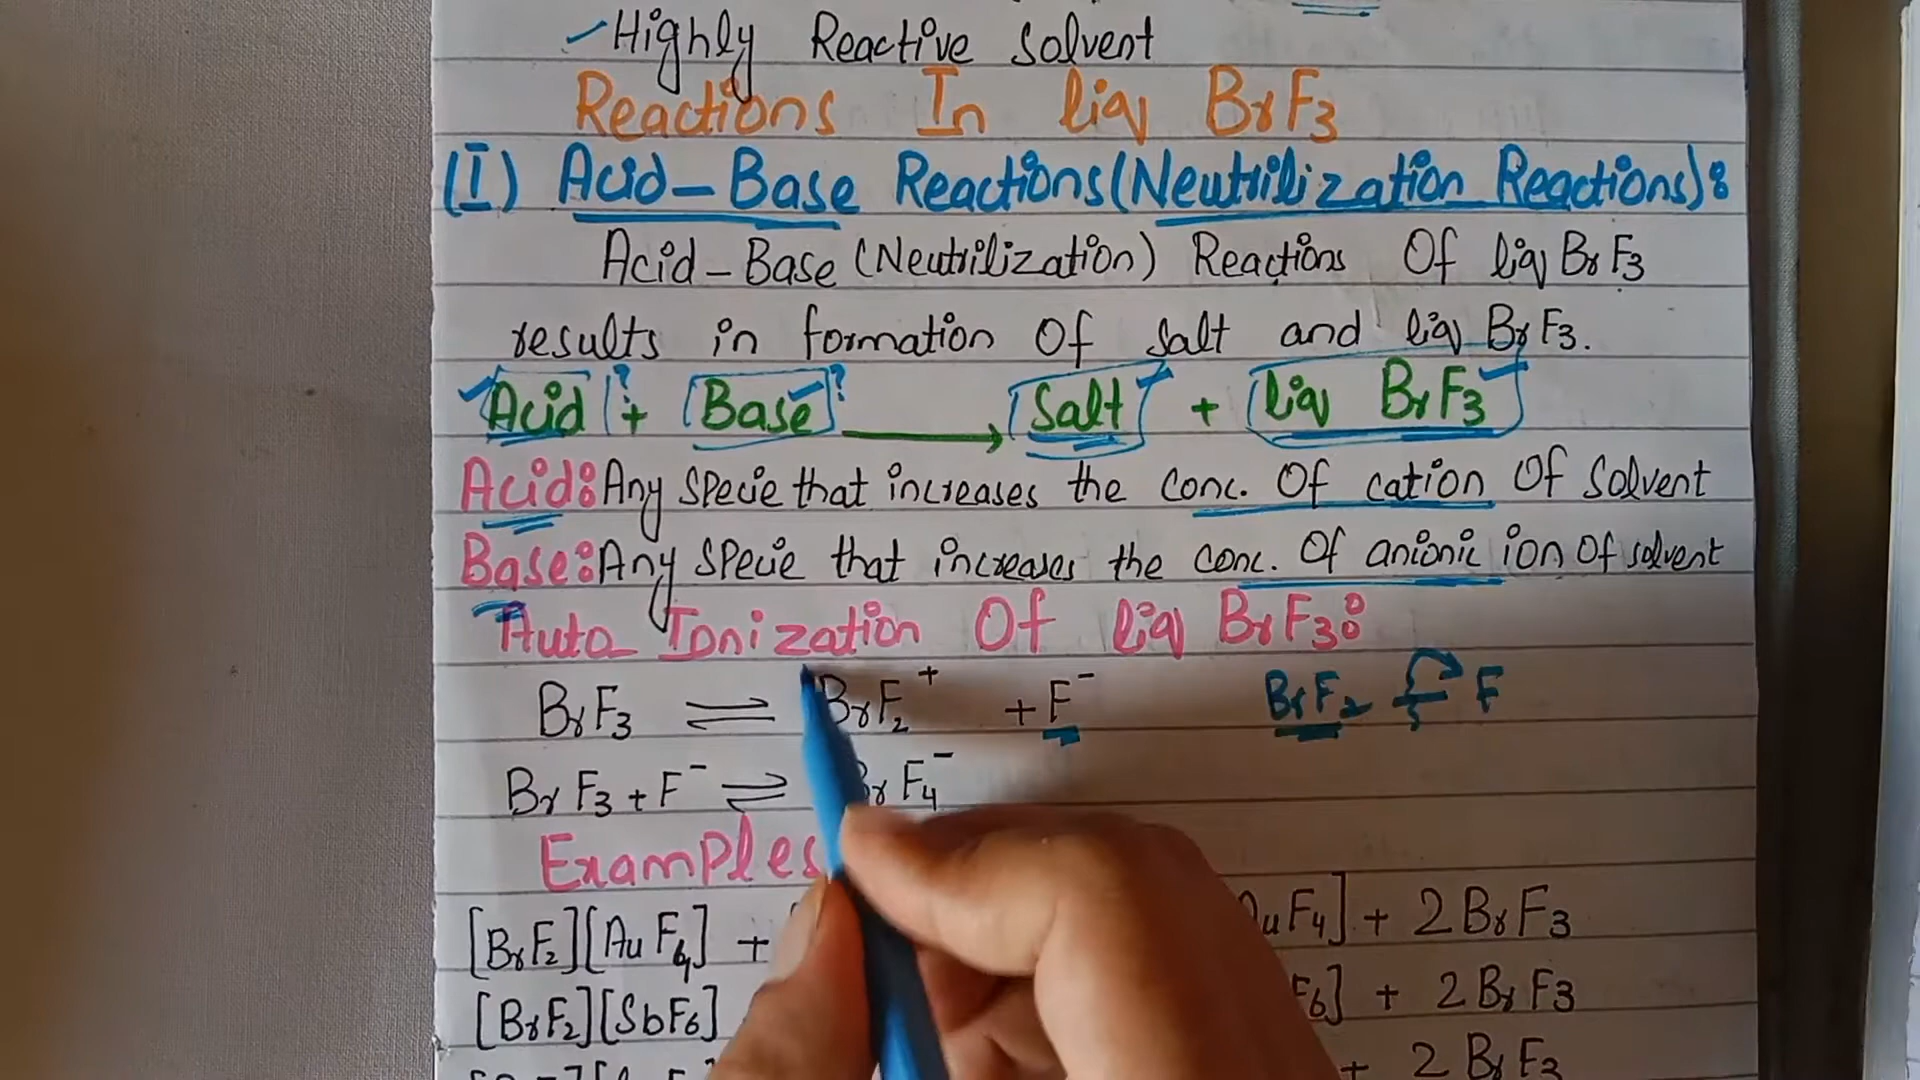 Highly Reactive Solvent
Reactions In liq BrF3
(I) Acid-Base Reactions (Neutrilization Reactions):
Acid-Base (Neutrilization) Reactions Of liq BrF3
results in formation Of Salt and liq BrF3.
Acid ? + Base ? → Salt + liq BrF3
Acid: Any specie that increases the conc. Of cation Of Solvent
Base: Any specie that increases the conc. Of anionic ion Of solvent
Auto Ionization Of liq BrF3:
BrF3 ⇌ BrF2+ + F- BrF2 F
BrF3 + F- ⇌ BrF4-
Examples
[BrF2][AuF4] + uF4] + 2BrF3
[BrF2][SbF6] F6] + 2BrF3
+ 2BrF3